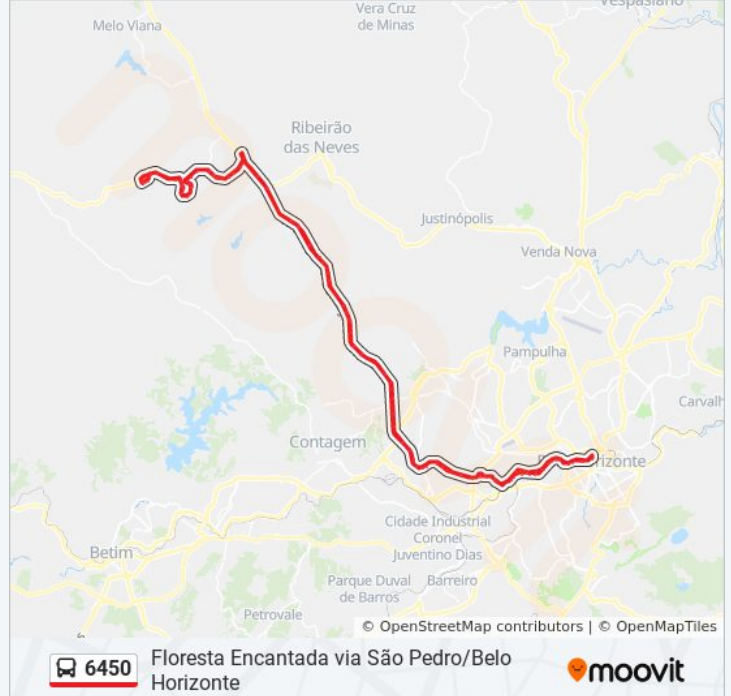 Vespasiano
Vera Cruz
de Minas
Melo Viana
Ribeirão
das Neves
Justinópolis
Venda Nova
Pampulha
Carvalh
Contagem
rizonte
Cidade Industrial
Coronel
Juventino Dias
Betim
Parque Duval
de Barros
Barreiro
Petrovale
© OpenStreetMap contributors | © OpenMapTiles
6450
Floresta Encantada via São Pedro/Belo
Horizonte
moovit